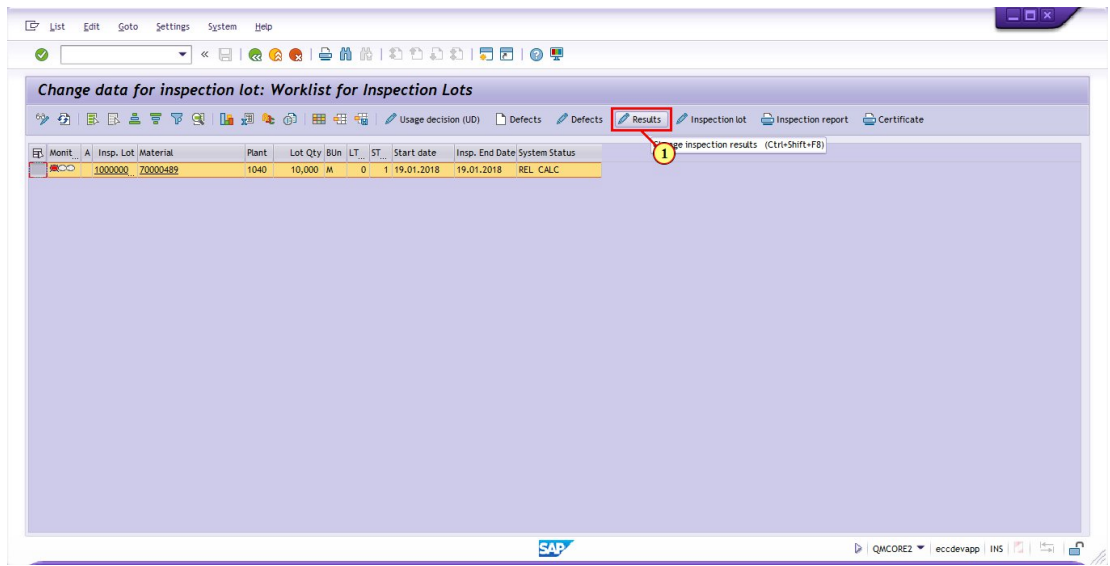 List Edit Goto Settings System Help
Change data for inspection lot: Worklist for Inspection Lots
Usage decision (UD) Defects Defects Results Inspection lot Inspection report Certificate
inspection results (Ctrl+Shift+F8)
1
Monit A Insp. Lot Material Plant Lot Qty BUn LT ST Start date Insp. End Date System Status
1000000 70000489 1040 10,000 M 0 1 19.01.2018 19.01.2018 REL CALC
SAP QMCORE2 eccdevapp INS